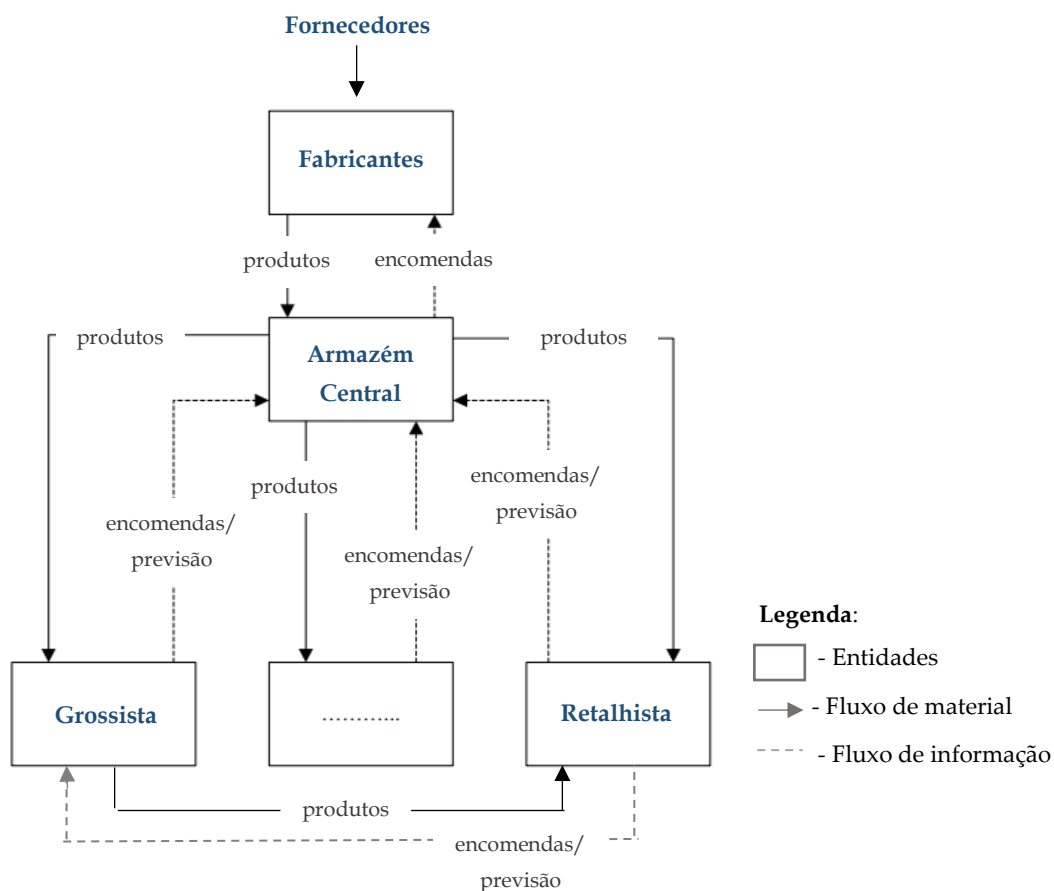 Fornecedores
Fabricantes
produtos
encomendas
produtos
Armazém
Central
produtos
produtos
encomendas/
previsão
encomendas/
previsão
encomendas/
previsão
Grossista
............
Retalhista
produtos
encomendas/
previsão
Legenda:
- Entidades
- Fluxo de material
- Fluxo de informação